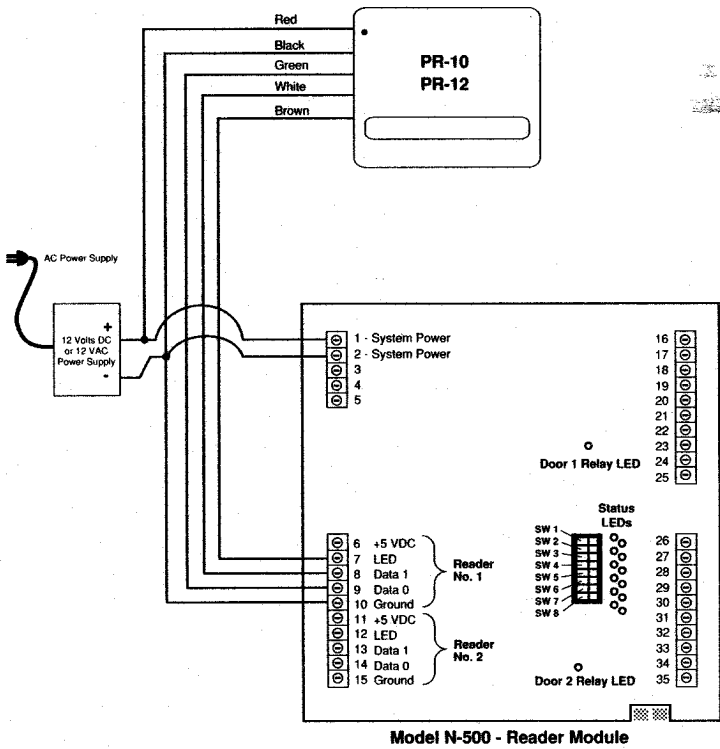 Red
Black
Green
White
Brown
PR-10
PR-12
AC Power Supply
+
12 Volts DC
or 12 VAC
Power Supply
-
1 - System Power
2 - System Power
3
4
5
16
17
18
19
20
21
22
23
24
25
Door 1 Relay LED
Status
LEDs
SW 1
SW 2
SW 3
SW 4
SW 5
SW 6
SW 7
SW 8
6 +5 VDC
7 LED
8 Data 1
9 Data 0
10 Ground
Reader
No. 1
11 +5 VDC
12 LED
13 Data 1
14 Data 0
15 Ground
Reader
No. 2
26
27
28
29
30
31
32
33
34
35
Door 2 Relay LED
Model N-500 - Reader Module